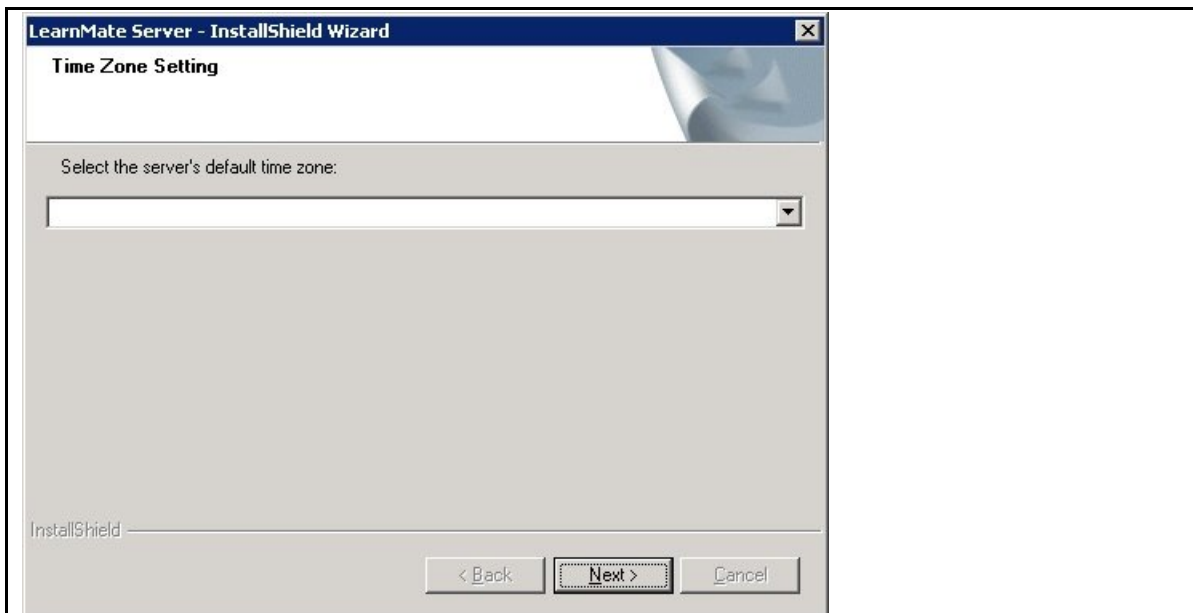 LearnMate Server - InstallShield Wizard
Time Zone Setting
Select the server's default time zone:
InstallShield
< Back Next > Cancel